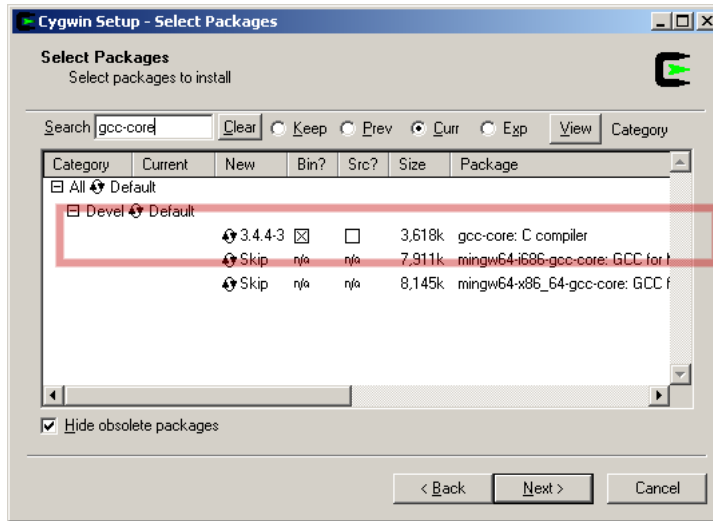 Cygwin Setup - Select Packages
Select Packages
Select packages to install
Search gcc-core Clear Keep Prev Curr Exp View Category
Category Current New Bin? Src? Size Package
All Default
Devel Default
3.4.4-3 3,618k gcc-core: C compiler
Skip n/a n/a 7,911k mingw64-i686-gcc-core: GCC for
Skip n/a n/a 8,145k mingw64-x86_64-gcc-core: GCC f
Hide obsolete packages
< Back Next > Cancel